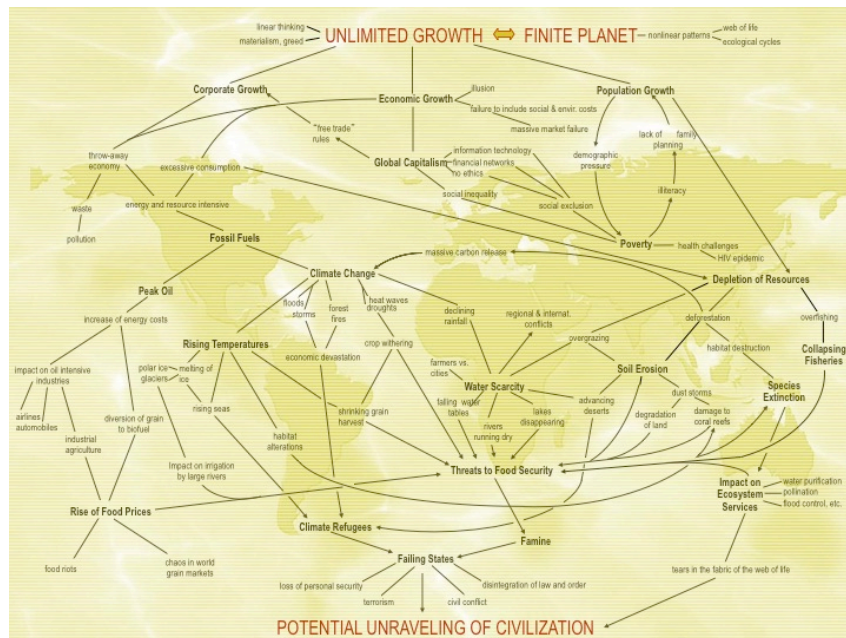 linear thinking
materialism, greed
UNLIMITED GROWTH ⇔ FINITE PLANET
nonlinear patterns
web of life
ecological cycles
Corporate Growth
Economic Growth
illusion
failure to include social & envir. costs
massive market failure
Population Growth
"free trade"
rules
lack of family
planning
throw-away
economy
excessive consumption
Global Capitalism
information technology
financial networks
no ethics
demographic
pressure
social inequality
social exclusion
illiteracy
waste
energy and resource intensive
pollution
Fossil Fuels
Poverty
health challenges
HIV epidemic
massive carbon release
Climate Change
Depletion of Resources
Peak Oil
floods
storms
forest
fires
heat waves
droughts
declining
rainfall
regional & internat.
conflicts
deforestation
overfishing
increase of energy costs
Rising Temperatures
economic devastation
crop withering
overgrazing
habitat destruction
Collapsing
Fisheries
impact on oil intensive
industries
polar ice
glaciers
melting of
ice
farmers vs.
cities
Water Scarcity
Soil Erosion
dust storms
Species
Extinction
airlines
automobiles
diversion of grain
to biofuel
rising seas
shrinking grain
harvest
falling water
tables
lakes
disappearing
advancing
deserts
degradation
of land
damage to
coral reefs
industrial
agriculture
habitat
alterations
rivers
running dry
Impact on irrigation
by large rivers
Threats to Food Security
Impact on
Ecosystem
Services
water purification
pollination
flood control, etc.
Rise of Food Prices
Climate Refugees
Famine
food riots
chaos in world
grain markets
Failing States
loss of personal security
terrorism
civil conflict
disintegration of law and order
tears in the fabric of the web of life
POTENTIAL UNRAVELING OF CIVILIZATION